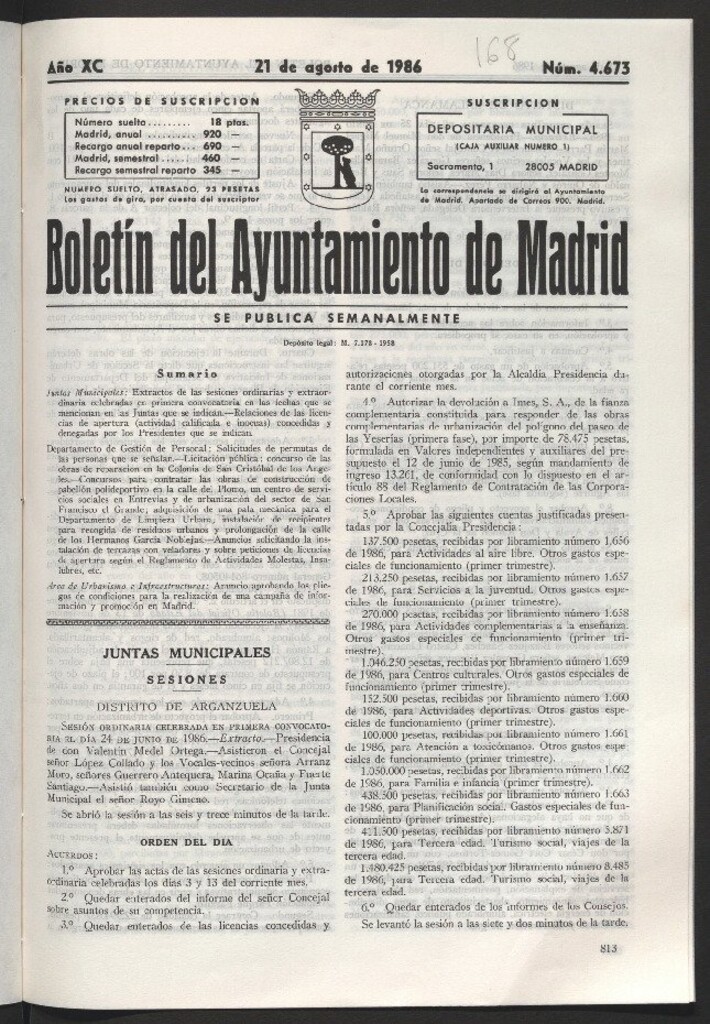 168
Año XC
21 de agosto de 1986
Núm. 4.673
PRECIOS DE SUSCRIPCION
Número suelto......... 18 ptas.
Madrid, anual .......... 920 —
Recargo anual reparto... 690 —
Madrid, semestral ...... 460 —
Recargo semestral reparto 345 —
NUMERO SUELTO, ATRASADO, 23 PESETAS
Los gastos de giro, por cuenta del suscriptor
SUSCRIPCION
DEPOSITARIA MUNICIPAL
(CAJA AUXILIAR NUMERO 1)
Sacramento, 1 28005 MADRID
La correspondencia se dirigirá al Ayuntamiento
de Madrid. Apartado de Correos 900. Madrid.
Boletín del Ayuntamiento de Madrid
SE PUBLICA SEMANALMENTE
Depósito legal: M. 7.178 - 1958
Sumario
Juntas Municipales: Extractos de las sesiones ordinarias y extraor-
dinaria celebradas en primera convocatoria en las fechas que se
mencionan en las Juntas que se indican.—Relaciones de las licen-
cias de apertura (actividad calificada e inocuas) concedidas y
denegadas por los Presidentes que se indican.
Departamento de Gestión de Personal: Solicitudes de permutas de
las personas que se señalan.—Licitación pública: concurso de las
obras de reparación en la Colonia de San Cristóbal de los Ange-
les.—Concursos para contratar las obras de construcción de
pabellón polideportivo en la calle del Plomo, un centro de servi-
cios sociales en Entrevías y de urbanización del sector de San
Francisco el Grande; adquisición de una pala mecánica para el
Departamento de Limpieza Urbana, instalación de recipientes
para recogida de residuos urbanos y prolongación de la calle
de los Hermanos García Noblejas.—Anuncios solicitando la ins-
talación de terrazas con veladores y sobre peticiones de licencias
de apertura según el Reglamento de Actividades Molestas, Insa-
lubres, etc.
Area de Urbanismo e Infraestructuras: Anuncio aprobando los plie-
gos de condiciones para la realización de una campaña de infor-
mación y promoción en Madrid.
JUNTAS MUNICIPALES
SESIONES
DISTRITO DE ARGANZUELA
SESIÓN ORDINARIA CELEBRADA EN PRIMERA CONVOCATO-
RIA EL DÍA 24 DE JUNIO DE 1986.—Extracto.—Presidencia
de don Valentín Medel Ortega.—Asistieron el Concejal
señor López Collado y los Vocales-vecinos señora Arranz
Moro, señores Guerrero Antequera, Marina Ocaña y Fuerte
Santiago.—Asistió también como Secretario de la Junta
Municipal el señor Royo Gimeno.
Se abrió la sesión a las seis y trece minutos de la tarde.
ORDEN DEL DIA
ACUERDOS:
1.º Aprobar las actas de las sesiones ordinaria y extra-
ordinaria celebradas los días 3 y 13 del corriente mes.
2.º Quedar enterados del informe del señor Concejal
sobre asuntos de su competencia.
3.º Quedar enterados de las licencias concedidas y
autorizaciones otorgadas por la Alcaldía Presidencia du-
rante el corriente mes.
4.º Autorizar la devolución a Imes, S. A., de la fianza
complementaria constituida para responder de las obras
complementarias de urbanización del polígono del paseo de
las Yeserías (primera fase), por importe de 78.475 pesetas,
formulada en Valores independientes y auxiliares del pre-
supuesto el 12 de junio de 1985, según mandamiento de
ingreso 13.261, de conformidad con lo dispuesto en el ar-
tículo 88 del Reglamento de Contratación de las Corpora-
ciones Locales.
5.º Aprobar las siguientes cuentas justificadas presen-
tadas por la Concejalía Presidencia:
137.500 pesetas, recibidas por libramiento número 1.656
de 1986, para Actividades al aire libre. Otros gastos espe-
ciales de funcionamiento (primer trimestre).
213.250 pesetas, recibidas por libramiento número 1.657
de 1986, para Servicios a la juventud. Otros gastos espe-
ciales de funcionamiento (primer trimestre).
270.000 pesetas, recibidas por libramiento número 1.658
de 1986, para Actividades complementarias a la enseñanza.
Otros gastos especiales de funcionamiento (primer tri-
mestre).
1.046.250 pesetas, recibidas por libramiento número 1.659
de 1986, para Centros culturales. Otros gastos especiales de
funcionamiento (primer trimestre).
152.500 pesetas, recibidas por libramiento número 1.660
de 1986, para Actividades deportivas. Otros gastos espe-
ciales de funcionamiento (primer trimestre).
100.000 pesetas, recibidas por libramiento número 1.661
de 1986, para Atención a toxicómanos. Otros gastos espe-
ciales de funcionamiento (primer trimestre).
1.050.000 pesetas, recibidas por libramiento número 1.662
de 1986, para Familia e infancia (primer trimestre).
438.500 pesetas, recibidas por libramiento número 1.663
de 1986, para Planificación social. Gastos especiales de fun-
cionamiento (primer trimestre).
411.500 pesetas, recibidas por libramiento número 3.871
de 1986, para Tercera edad. Turismo social, viajes de la
tercera edad.
1.480.425 pesetas, recibidas por libramiento número 8.485
de 1986, para Tercera edad. Turismo social, viajes de la
tercera edad.
6.º Quedar enterados de los informes de los Consejos.
Se levantó la sesión a las siete y dos minutos de la tarde.
813